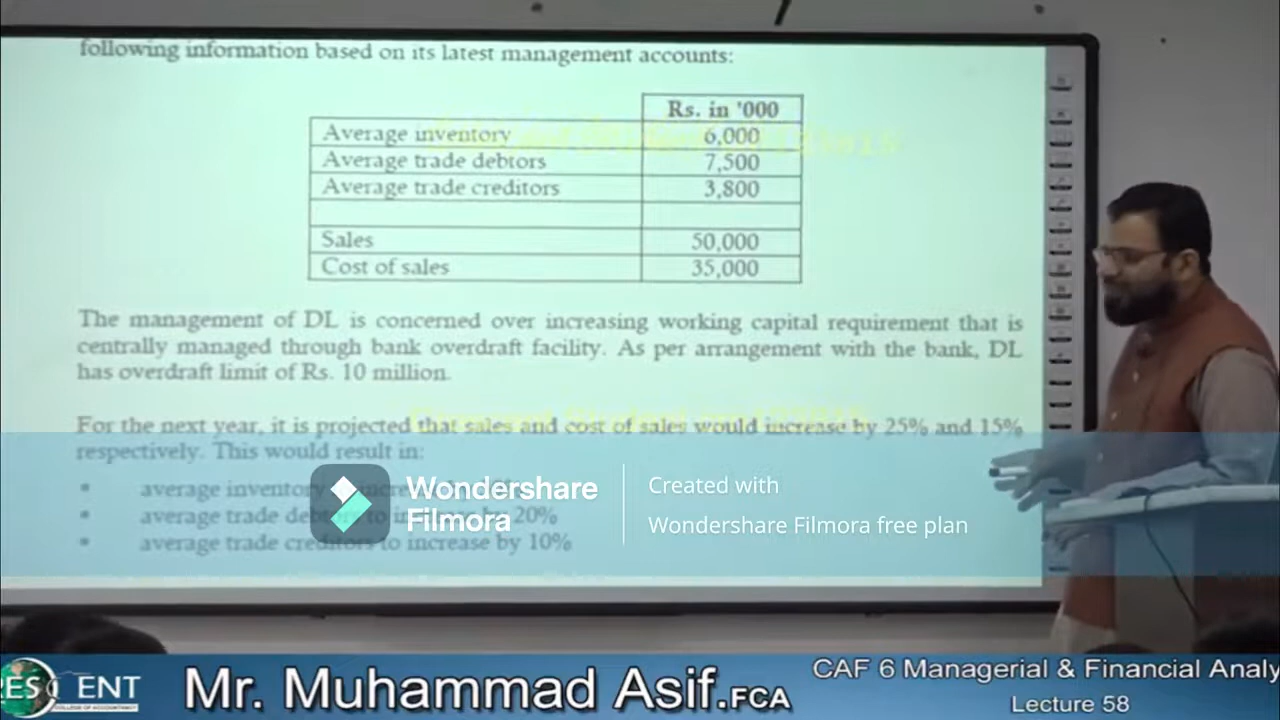 following information based on its latest management accounts:
Rs. in '000
Average inventory 6,000
Average trade debtors 7,500
Average trade creditors 3,800
Sales 50,000
Cost of sales 35,000
The management of DL is concerned over increasing working capital requirement that is
centrally managed through bank overdraft facility. As per arrangement with the bank, DL
has overdraft limit of Rs. 10 million.
For the next year, it is projected that sales and cost of sales would increase by 25% and 15%
respectively. This would result in:
• average inventory
• average trade debtors to increase by 20%
• average trade creditors to increase by 10%
Wondershare
Filmora
Created with
Wondershare Filmora free plan
ENT
Mr. Muhammad Asif.FCA
CAF 6 Managerial & Financial Analy
Lecture 58